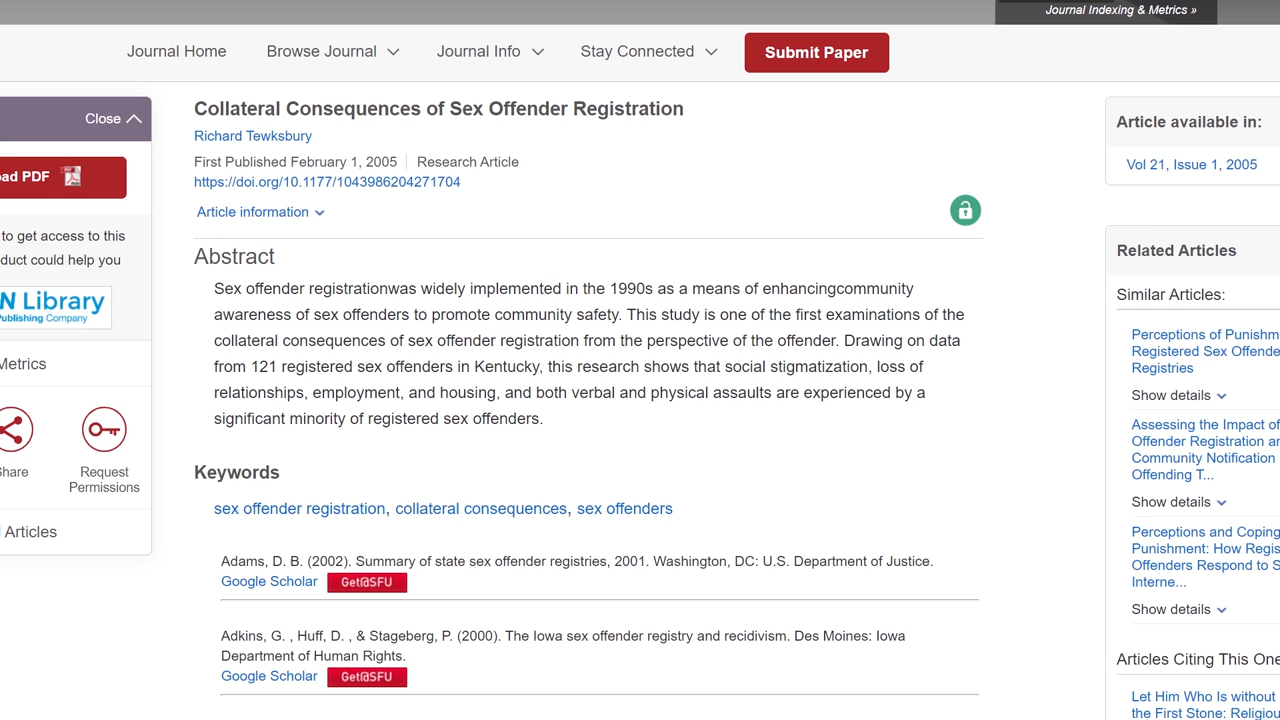 Journal Indexing & Metrics »
Journal Home
Browse Journal
Journal Info
Stay Connected
Submit Paper
Close
ad PDF
to get access to this
duct could help you
N Library
Publishing Company
Metrics
Share
Request
Permissions
Articles
Collateral Consequences of Sex Offender Registration
Richard Tewksbury
First Published February 1, 2005 Research Article
https://doi.org/10.1177/1043986204271704
Article information
Abstract
Sex offender registrationwas widely implemented in the 1990s as a means of enhancingcommunity
awareness of sex offenders to promote community safety. This study is one of the first examinations of the
collateral consequences of sex offender registration from the perspective of the offender. Drawing on data
from 121 registered sex offenders in Kentucky, this research shows that social stigmatization, loss of
relationships, employment, and housing, and both verbal and physical assaults are experienced by a
significant minority of registered sex offenders.
Keywords
sex offender registration, collateral consequences, sex offenders
Adams, D. B. (2002). Summary of state sex offender registries, 2001. Washington, DC: U.S. Department of Justice.
Google Scholar Get@SFU
Adkins, G. , Huff, D. , & Stageberg, P. (2000). The Iowa sex offender registry and recidivism. Des Moines: Iowa
Department of Human Rights.
Google Scholar Get@SFU
Article available in:
Vol 21, Issue 1, 2005
Related Articles
Similar Articles:
Perceptions of Punishm
Registered Sex Offende
Registries
Show details
Assessing the Impact of
Offender Registration an
Community Notification
Offending T...
Show details
Perceptions and Coping
Punishment: How Regis
Offenders Respond to S
Interne...
Show details
Articles Citing This One
Let Him Who Is without
the First Stone: Religiou